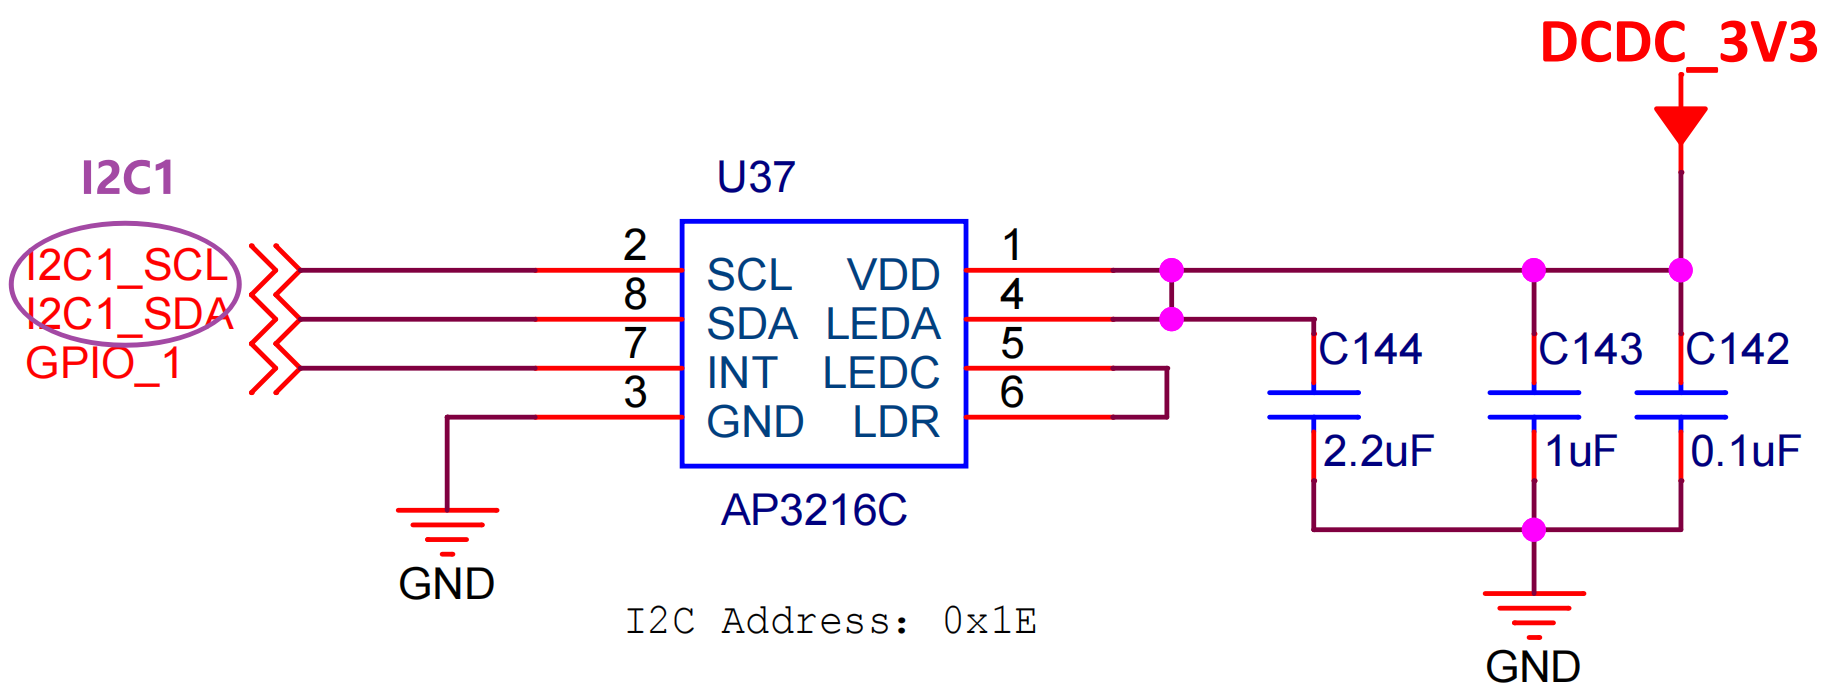 DCDC_3V3
I2C1
U37
I2C1_SCL
I2C1_SDA
GPIO_1
2 SCL VDD 1
8 SDA LEDA 4
7 INT LEDC 5
3 GND LDR 6
C144 C143 C142
2.2uF 1uF 0.1uF
AP3216C
GND
I2C Address: 0x1E
GND